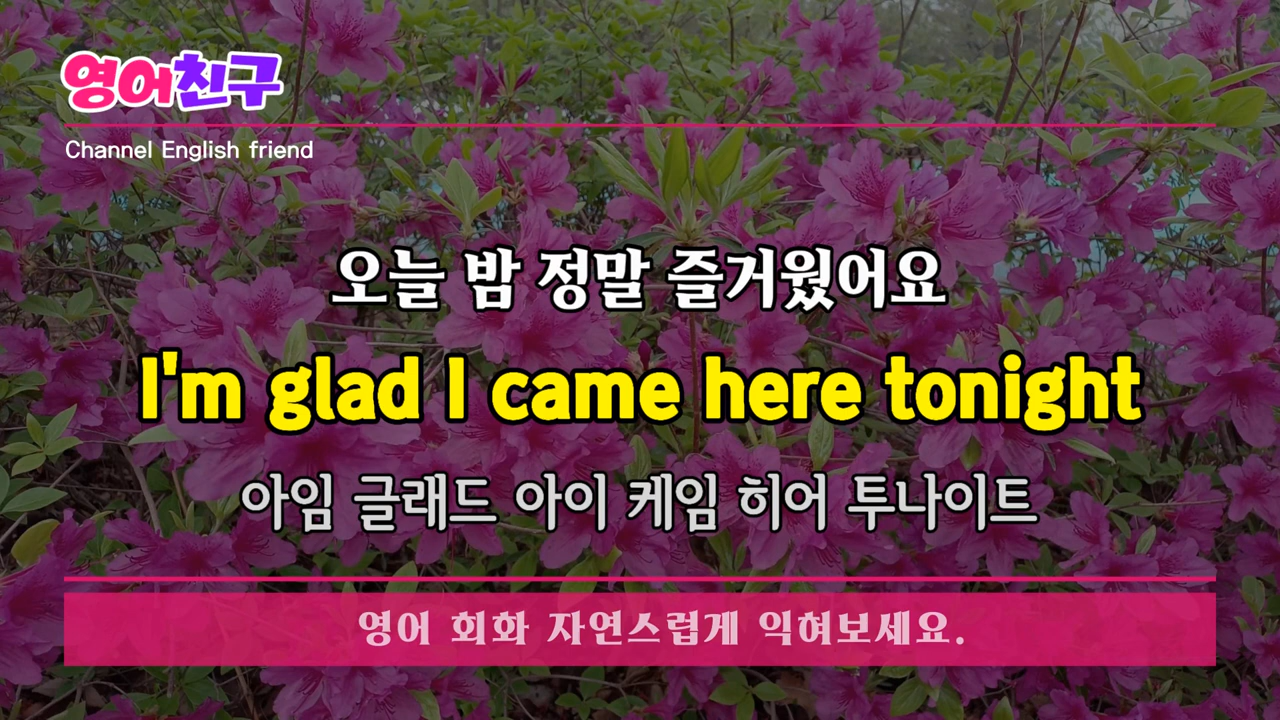 영어친구
Channel English friend
오늘 밤 정말 즐거웠어요
I'm glad I came here tonight
아임 글래드 아이 케임 히어 투나이트
영어 회화 자연스럽게 익혀보세요.